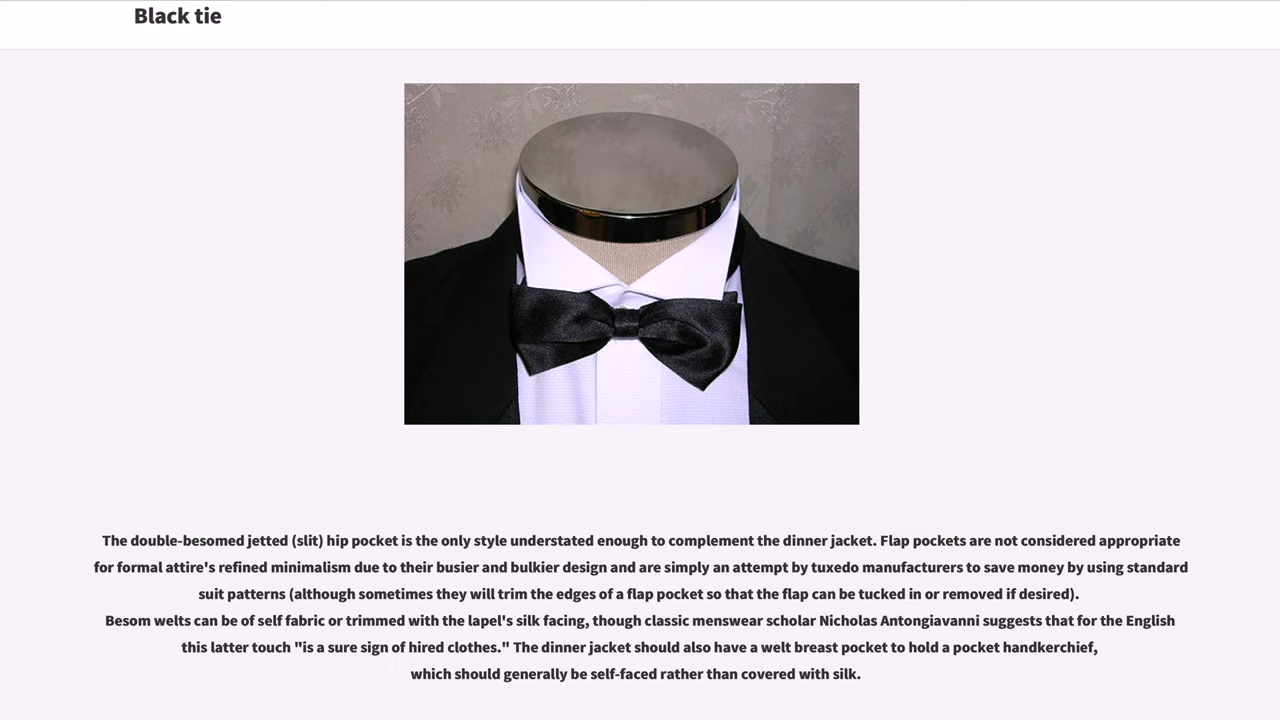 Black tie
The double-besomed jetted (slit) hip pocket is the only style understated enough to complement the dinner jacket. Flap pockets are not considered appropriate
for formal attire's refined minimalism due to their busier and bulkier design and are simply an attempt by tuxedo manufacturers to save money by using standard
suit patterns (although sometimes they will trim the edges of a flap pocket so that the flap can be tucked in or removed if desired).
Besom welts can be of self fabric or trimmed with the lapel's silk facing, though classic menswear scholar Nicholas Antongiavanni suggests that for the English
this latter touch "is a sure sign of hired clothes." The dinner jacket should also have a welt breast pocket to hold a pocket handkerchief,
which should generally be self-faced rather than covered with silk.